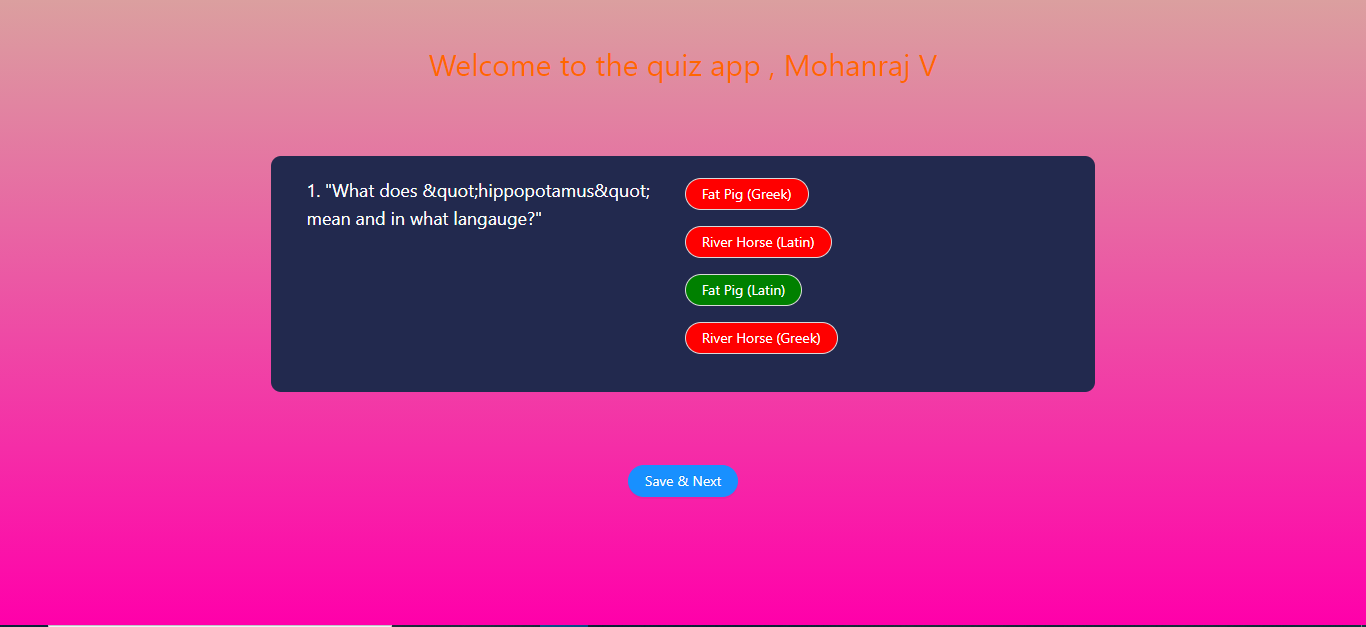 Welcome to the quiz app , Mohanraj V
1. "What does &quot;hippopotamus&quot;
mean and in what langauge?"
Fat Pig (Greek)
River Horse (Latin)
Fat Pig (Latin)
River Horse (Greek)
Save & Next